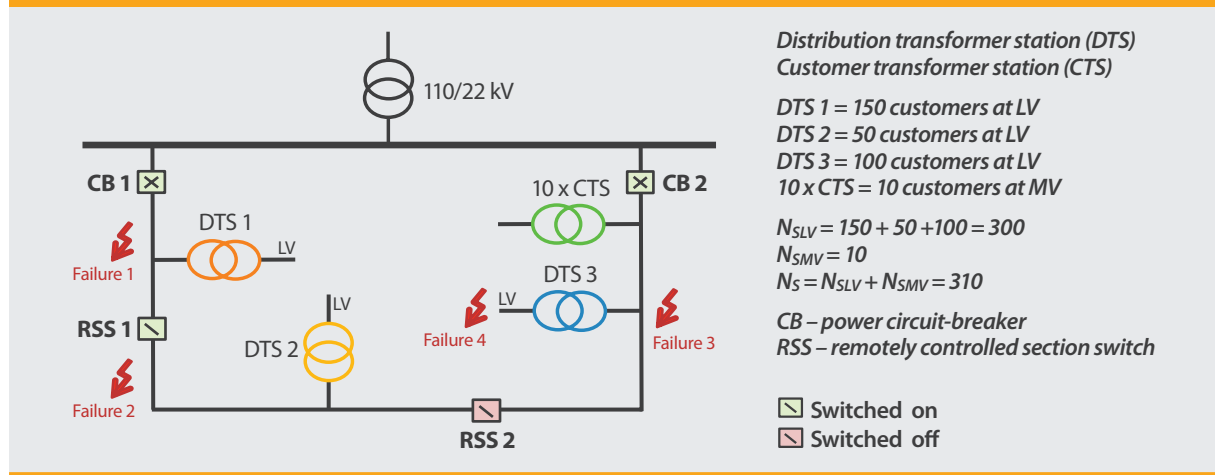 110/22 kV
CB 1
10 x CTS
CB 2
DTS 1
LV
Failure 1
LV
DTS 3
LV
RSS 1
DTS 2
Failure 4
Failure 3
Failure 2
RSS 2
Distribution transformer station (DTS)
Customer transformer station (CTS)
DTS 1 = 150 customers at LV
DTS 2 = 50 customers at LV
DTS 3 = 100 customers at LV
10 x CTS = 10 customers at MV
NSLV = 150 + 50 +100 = 300
NSMV = 10
NS = NSLV + NSMV = 310
CB – power circuit-breaker
RSS – remotely controlled section switch
Switched on
Switched off